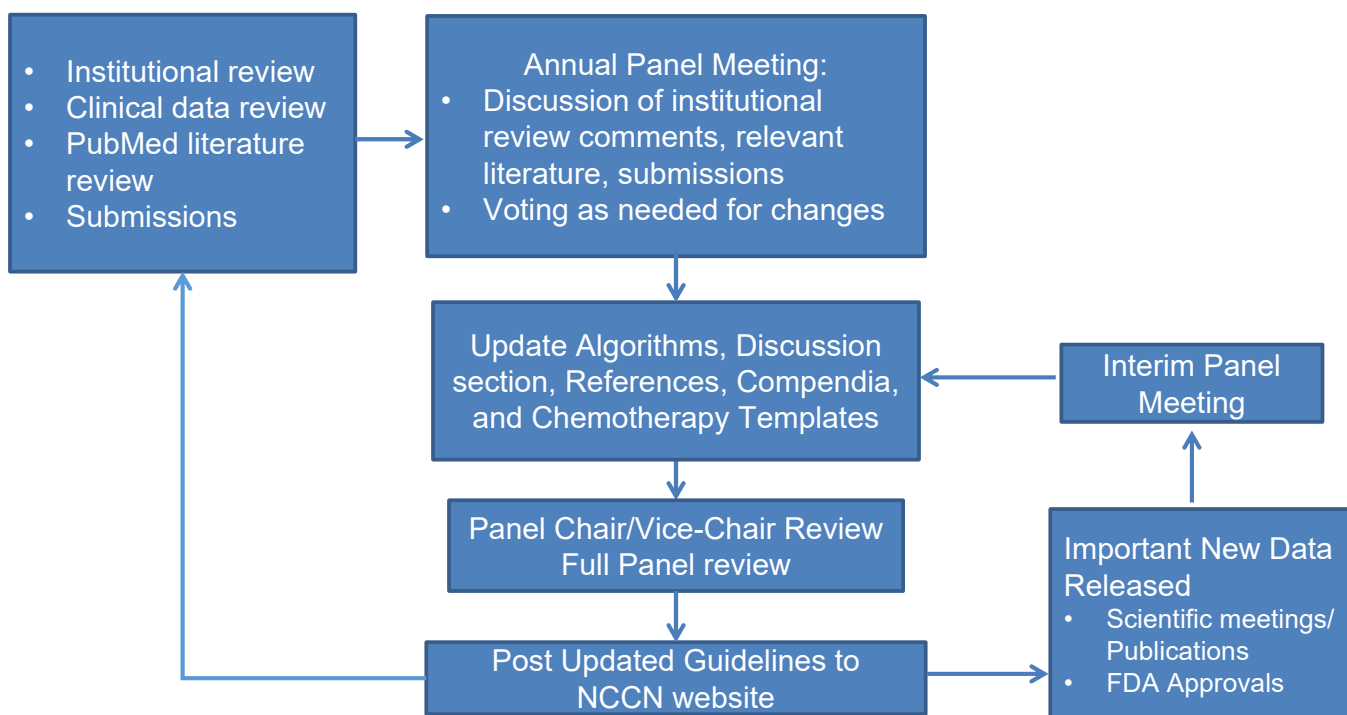 • Institutional review
• Clinical data review
• PubMed literature
review
• Submissions
Annual Panel Meeting:
• Discussion of institutional
review comments, relevant
literature, submissions
• Voting as needed for changes
Update Algorithms, Discussion
section, References, Compendia,
and Chemotherapy Templates
Interim Panel
Meeting
Panel Chair/Vice-Chair Review
Full Panel review
Important New Data
Released
• Scientific meetings/
Publications
• FDA Approvals
Post Updated Guidelines to
NCCN website